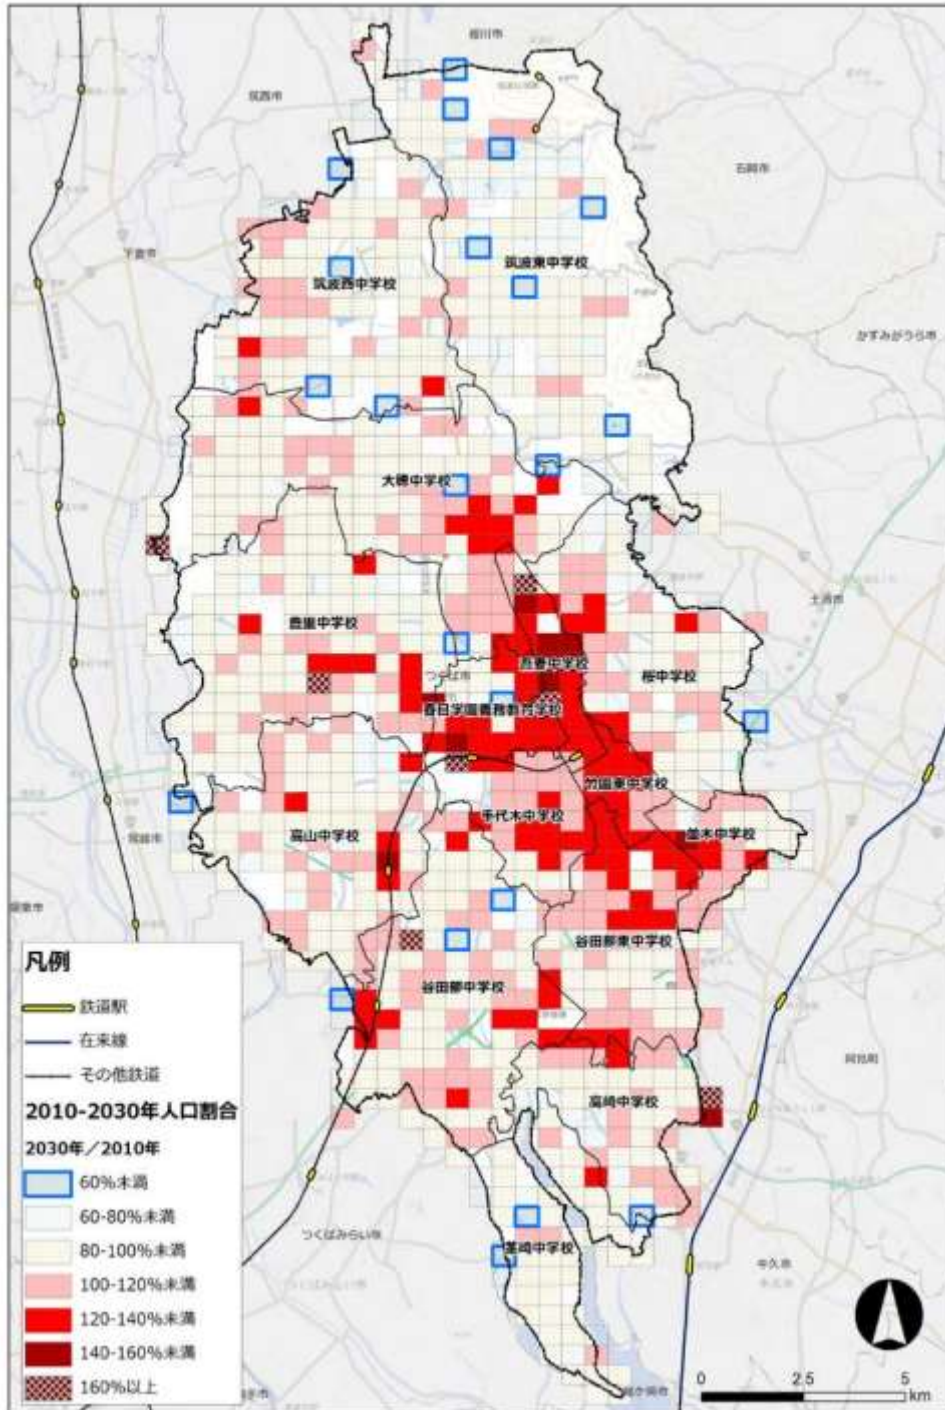 筑西市
石岡市
下妻市
筑波東中学校
筑波西中学校
かすみがうら市
大穂中学校
土浦市
豊里中学校
吾妻中学校
桜中学校
つくば市
春日学園義務教育学校
竹園東中学校
手代木中学校
並木中学校
高山中学校
常総市
谷田部東中学校
谷田部中学校
阿見町
高崎中学校
つくばみらい市
茎崎中学校
牛久市
凡例
鉄道駅
在来線
その他鉄道
2010-2030年人口割合
2030年／2010年
60%未満
60-80%未満
80-100%未満
100-120%未満
120-140%未満
140-160%未満
160%以上
0 2.5 5
km